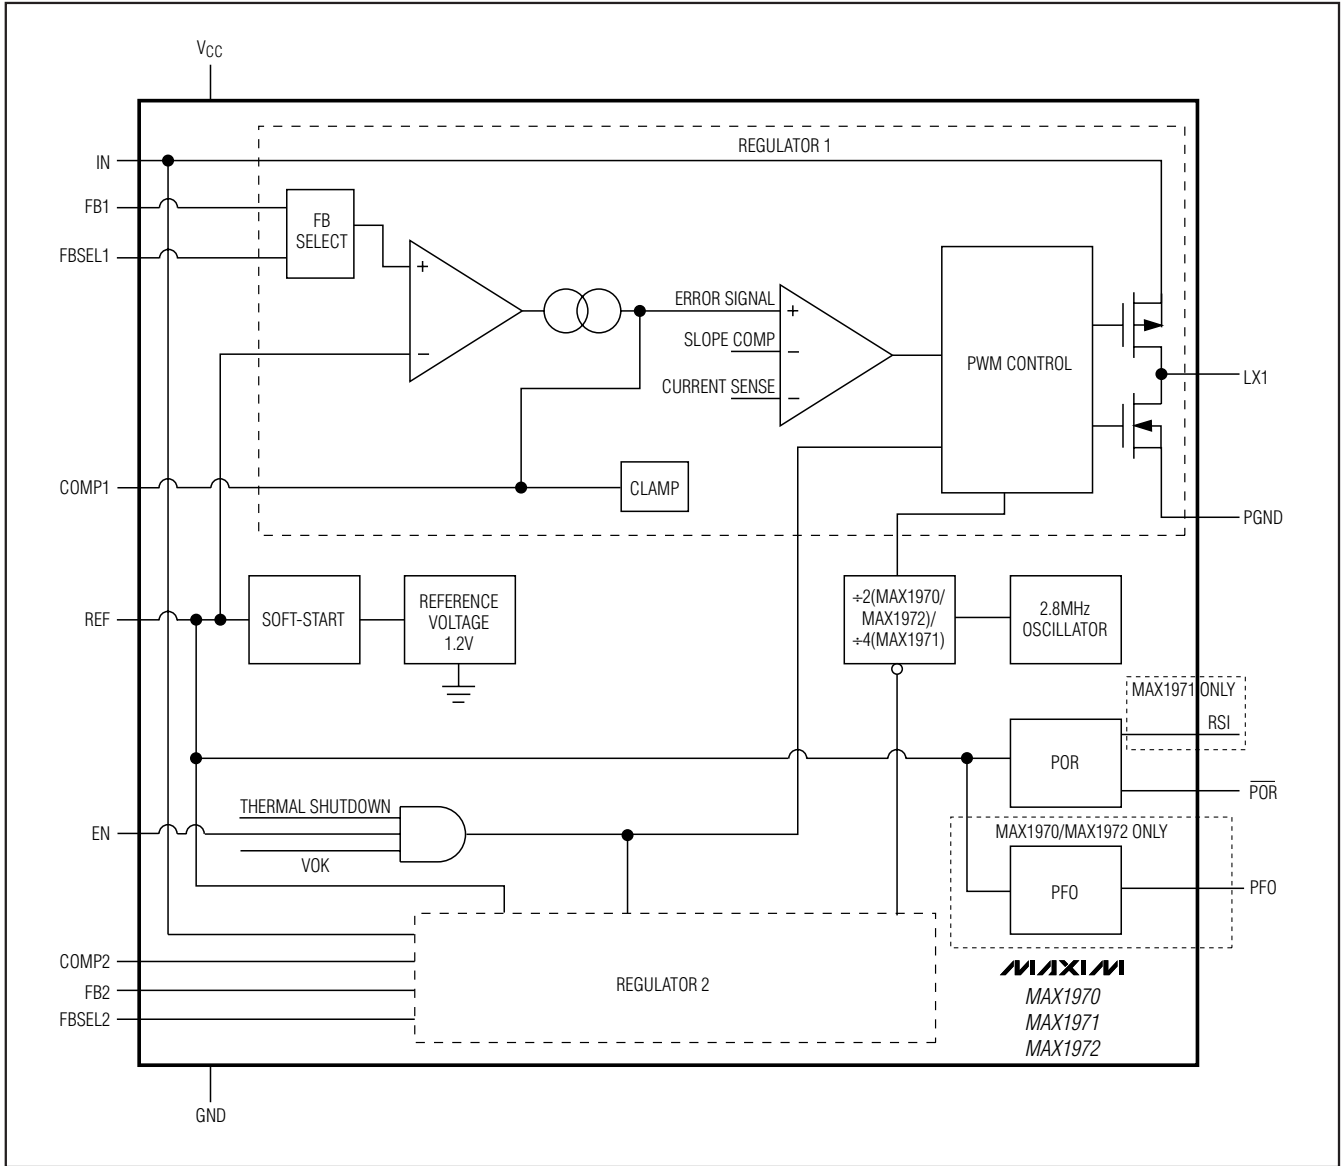 VCC
REGULATOR 1
IN
FB1
FB
SELECT
FBSEL1
+
−
ERROR SIGNAL
+
SLOPE COMP
−
CURRENT SENSE
−
PWM CONTROL
LX1
COMP1
CLAMP
PGND
REF
SOFT-START
REFERENCE
VOLTAGE
1.2V
÷2(MAX1970/
MAX1972)/
÷4(MAX1971)
2.8MHz
OSCILLATOR
MAX1971 ONLY
RSI
POR
POR
THERMAL SHUTDOWN
EN
VOK
MAX1970/MAX1972 ONLY
PFO
PFO
COMP2
FB2
FBSEL2
REGULATOR 2
MAXIM
MAX1970
MAX1971
MAX1972
GND